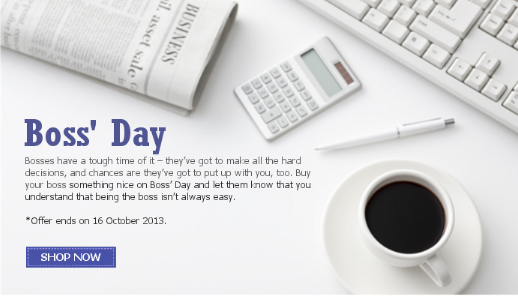 BUSINESS
asset sale
Boss' Day
Bosses have a tough time of it – they've got to make all the hard
decisions, and chances are they've got to put up with you, too. Buy
your boss something nice on Boss' Day and let them know that you
understand that being the boss isn't always easy.
*Offer ends on 16 October 2013.
SHOP NOW